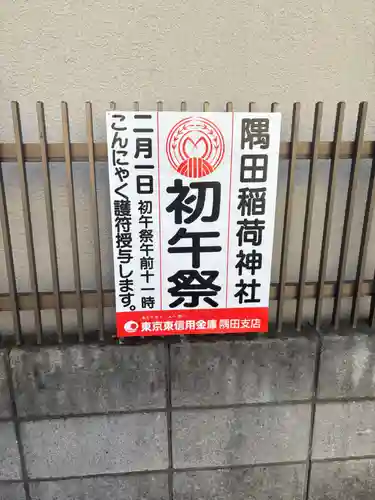 隅田稲荷神社
初午祭
二月一日 初午祭午前十一時
こんにゃく護符授与します。
東京東信用金庫 隅田支店